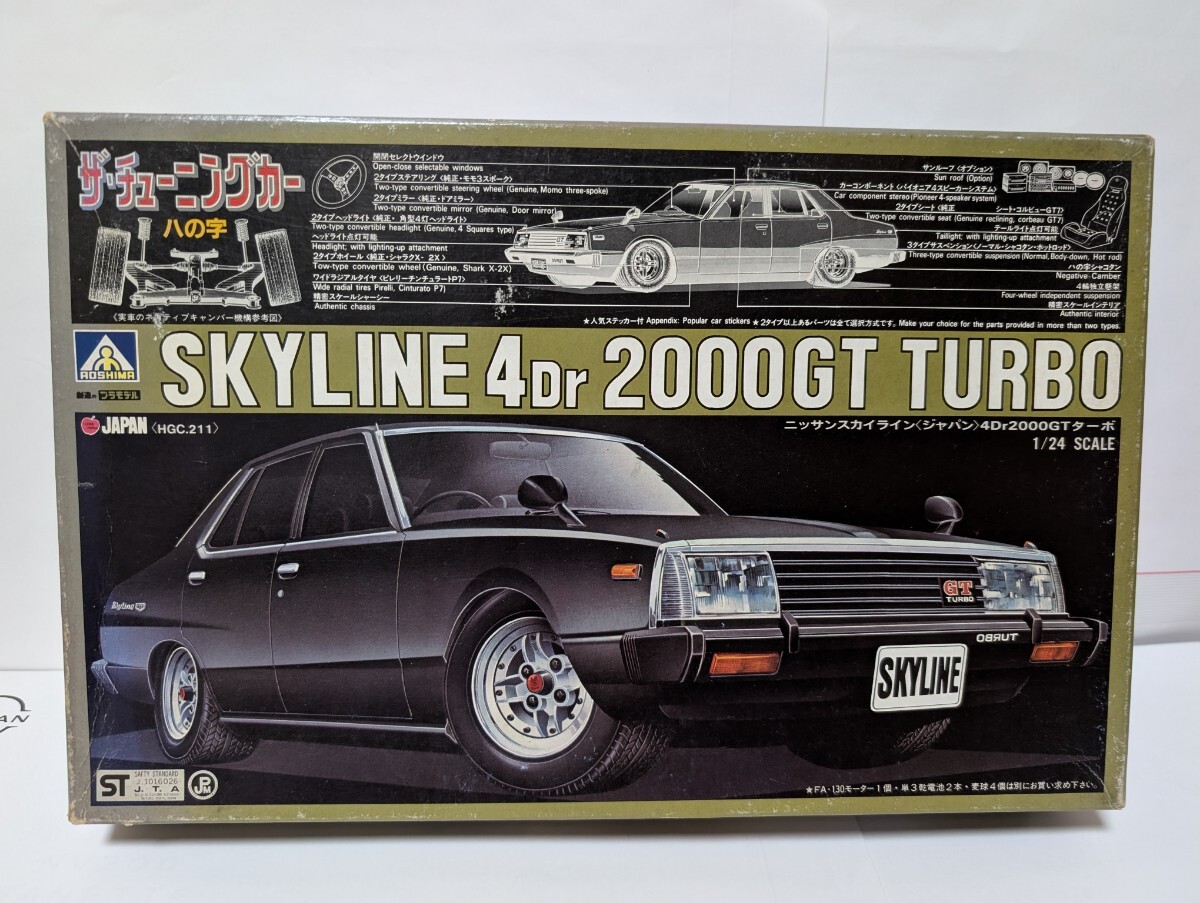 ザ・チューニングカー
ハの字
《実車のネガティブキャンバー機構参考図》
開閉セレクトウインドウ
Open-close selectable windows
2タイプステアリング〈純正・モモ3スポーク〉
Two-type convertible steering wheel (Genuine, Momo three-spoke)
2タイプミラー〈純正・ドアミラー〉
Two-type convertible mirror (Genuine, Door mirror)
2タイプヘッドライト〈純正・角型4灯ヘッドライト〉
Two-type convertible headlight (Genuine, 4 Squares type)
ヘッドライト点灯可能
Headlight; with lighting-up attachment
2タイプホイール〈純正・シャラクX-2X〉
Tow-type convertible wheel (Genuine, Shark X-2X)
ワイドラジアルタイヤ〈ピレリーチンチュラートP7〉
Wide radial tires Pirelli, Cinturato P7)
精密スケールシャーシー
Authentic chassis
サンルーフ〈オプション〉
Sun roof (Option)
カーコンポーネント〈パイオニア4スピーカーシステム〉
Car component stereo (Pioneer 4-speaker system)
2タイプシート〈純正
シート・コルビューGT7〉
Two-type convertible seat (Genuine reclining, corbeau GT7)
テールライト点灯可能
Taillight; with lighting-up attachment
3タイプサスペンション〈ノーマル・シャコタン・ホットロッド〉
Three-type convertible suspension (Normal, Body-down, Hot rod)
ハの字シャコタン
Negative-Camber
4輪独立懸架
Four-wheel independent suspension
精密スケールインテリア
Authentic interior
★人気ステッカー付 Appendix: Popular car stickers ★2タイプ以上あるパーツは全て選択方式です。Make your choice for the parts provided in more than two types.
AOSHIMA
創造のプラモデル
SKYLINE 4Dr 2000GT TURBO
JAPAN〈HGC.211〉
ニッサンスカイライン〈ジャパン〉4Dr2000GTターボ
1/24 SCALE
Skyline GT
GT
TURBO
TURBO
SKYLINE
ST
SAFTY STANDARD
J.1016026
J.T.A
JPM
★FA・130モーター1個・単3乾電池2本・麦球4個は別にお買い求め下さい。